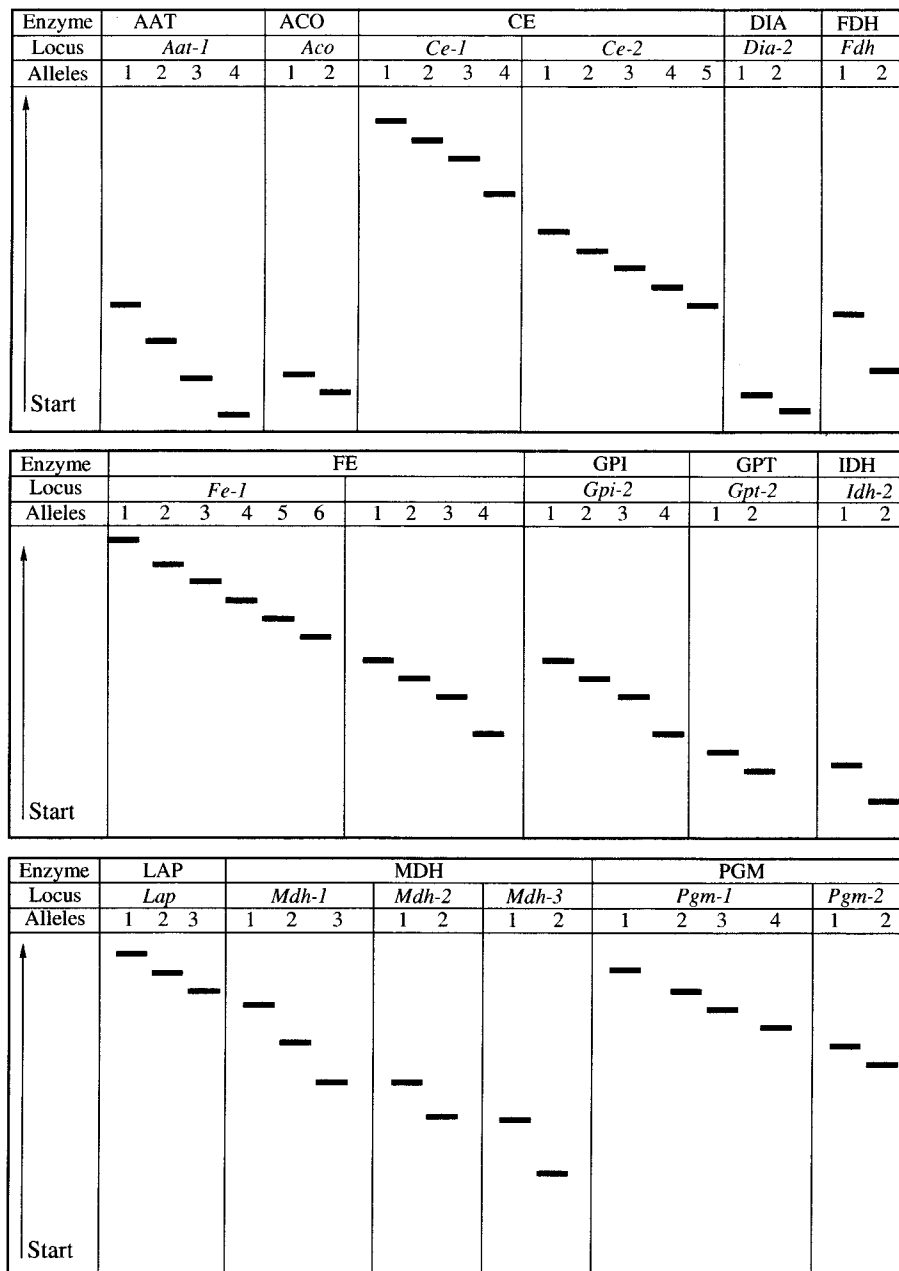 Enzyme AAT ACO CE DIA FDH
Locus Aat-1 Aco Ce-1 Ce-2 Dia-2 Fdh
Alleles 1 2 3 4 1 2 1 2 3 4 1 2 3 4 5 1 2 1 2
Start
Enzyme FE GPI GPT IDH
Locus Fe-1 Gpi-2 Gpt-2 Idh-2
Alleles 1 2 3 4 5 6 1 2 3 4 1 2 3 4 1 2 1 2
Start
Enzyme LAP MDH PGM
Locus Lap Mdh-1 Mdh-2 Mdh-3 Pgm-1 Pgm-2
Alleles 1 2 3 1 2 3 1 2 1 2 1 2 3 4 1 2
Start